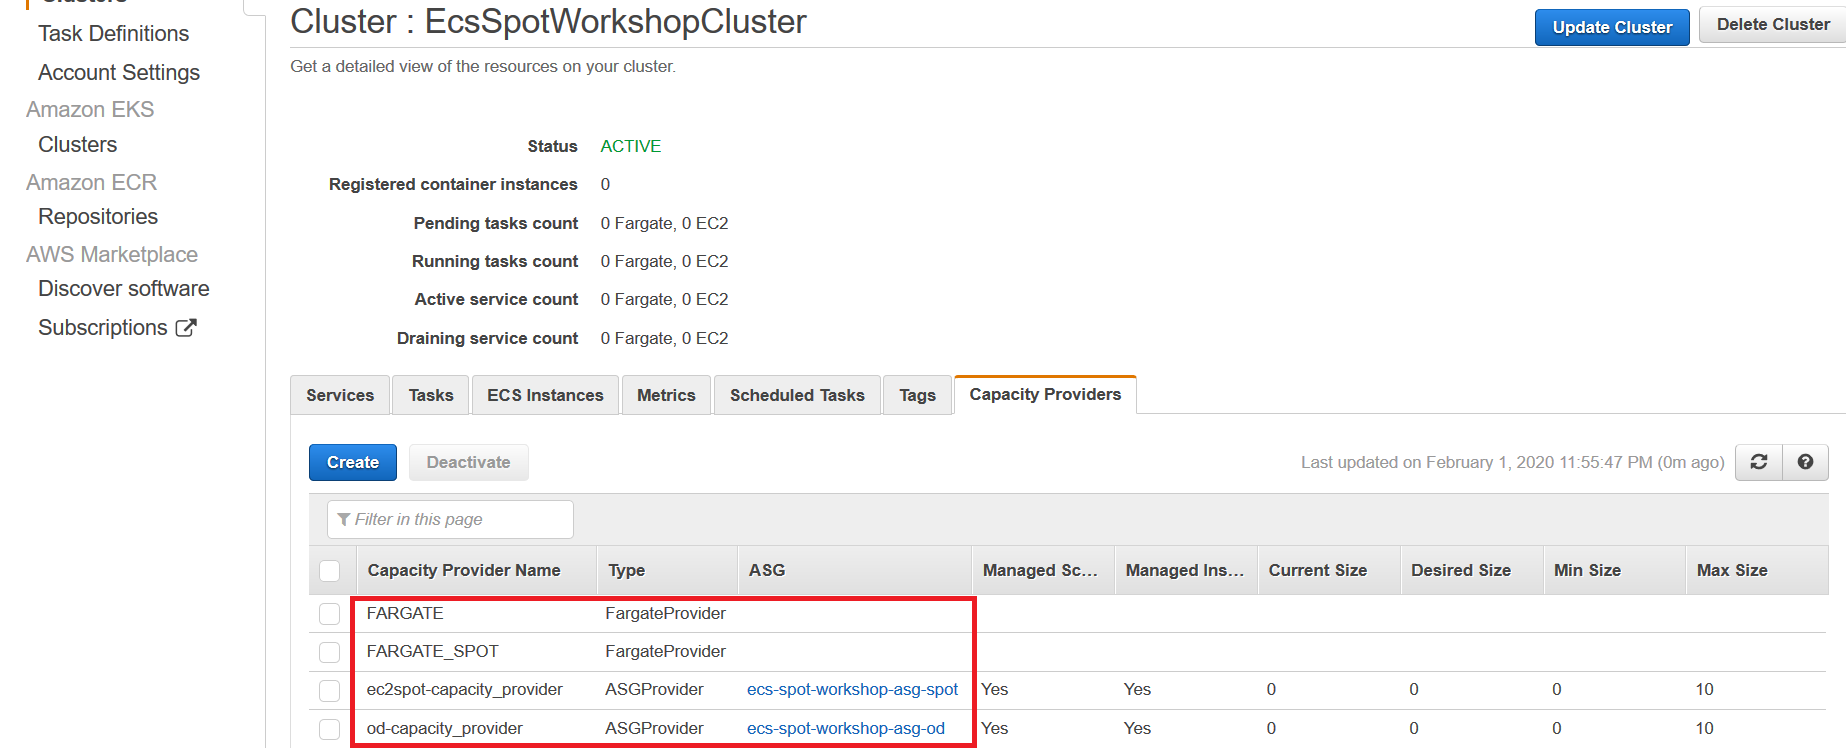 Clusters
Task Definitions
Account Settings
Amazon EKS
Clusters
Amazon ECR
Repositories
AWS Marketplace
Discover software
Subscriptions
Cluster : EcsSpotWorkshopCluster
Update Cluster
Delete Cluster
Get a detailed view of the resources on your cluster.
Status ACTIVE
Registered container instances 0
Pending tasks count 0 Fargate, 0 EC2
Running tasks count 0 Fargate, 0 EC2
Active service count 0 Fargate, 0 EC2
Draining service count 0 Fargate, 0 EC2
Services Tasks ECS Instances Metrics Scheduled Tasks Tags Capacity Providers
Create Deactivate Last updated on February 1, 2020 11:55:47 PM (0m ago)
Filter in this page
Capacity Provider Name Type ASG Managed Sc... Managed Ins... Current Size Desired Size Min Size Max Size
FARGATE FargateProvider
FARGATE_SPOT FargateProvider
ec2spot-capacity_provider ASGProvider ecs-spot-workshop-asg-spot Yes Yes 0 0 0 10
od-capacity_provider ASGProvider ecs-spot-workshop-asg-od Yes Yes 0 0 0 10